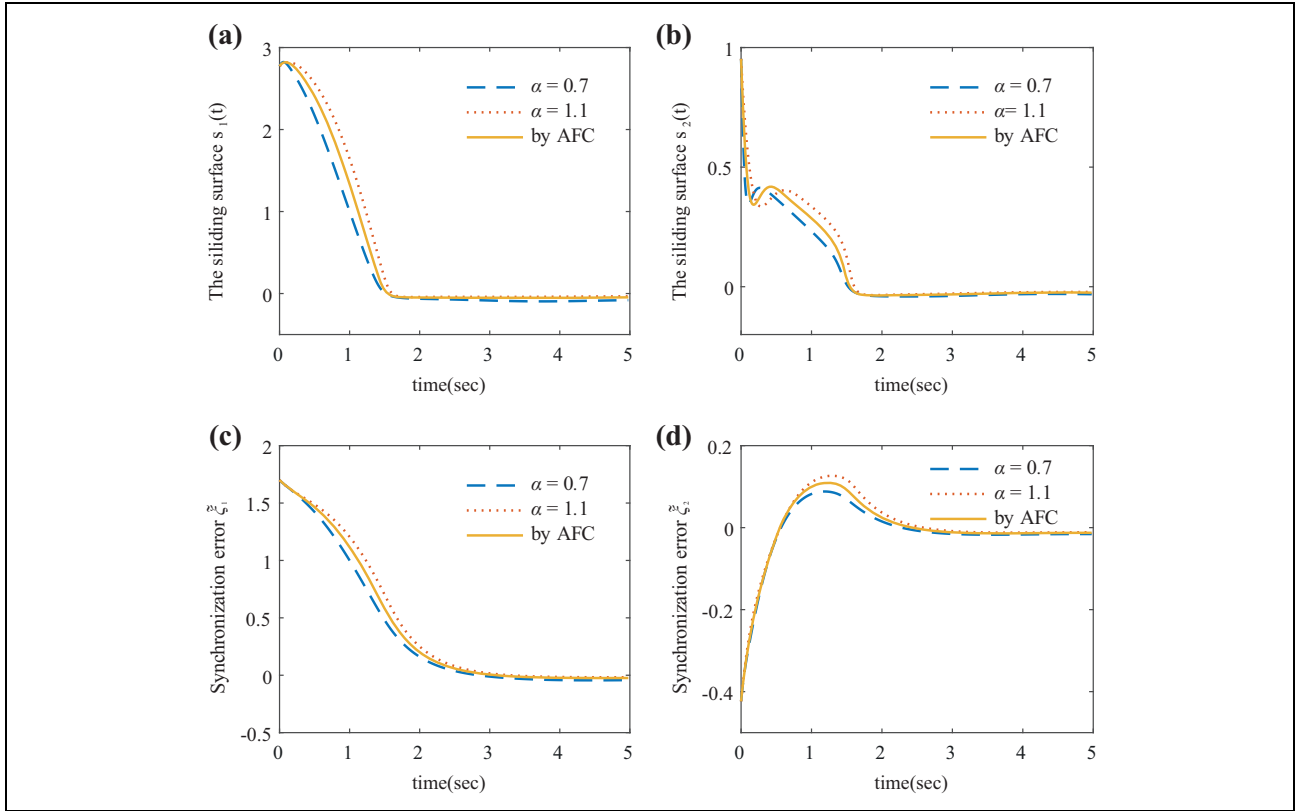 (a)
3
2
1
0
0 1 2 3 4 5
The siliding surface s₁(t)
time(sec)
α = 0.7
α = 1.1
by AFC
(b)
1
0.5
0
0 1 2 3 4 5
The siliding surface s₂(t)
time(sec)
α = 0.7
α= 1.1
by AFC
(c)
2
1.5
1
0.5
0
-0.5
0 1 2 3 4 5
Synchronization error ξ̃₁
time(sec)
α = 0.7
α = 1.1
by AFC
(d)
0.2
0
-0.2
-0.4
0 1 2 3 4 5
Synchronization error ξ̃₂
time(sec)
α = 0.7
α = 1.1
by AFC